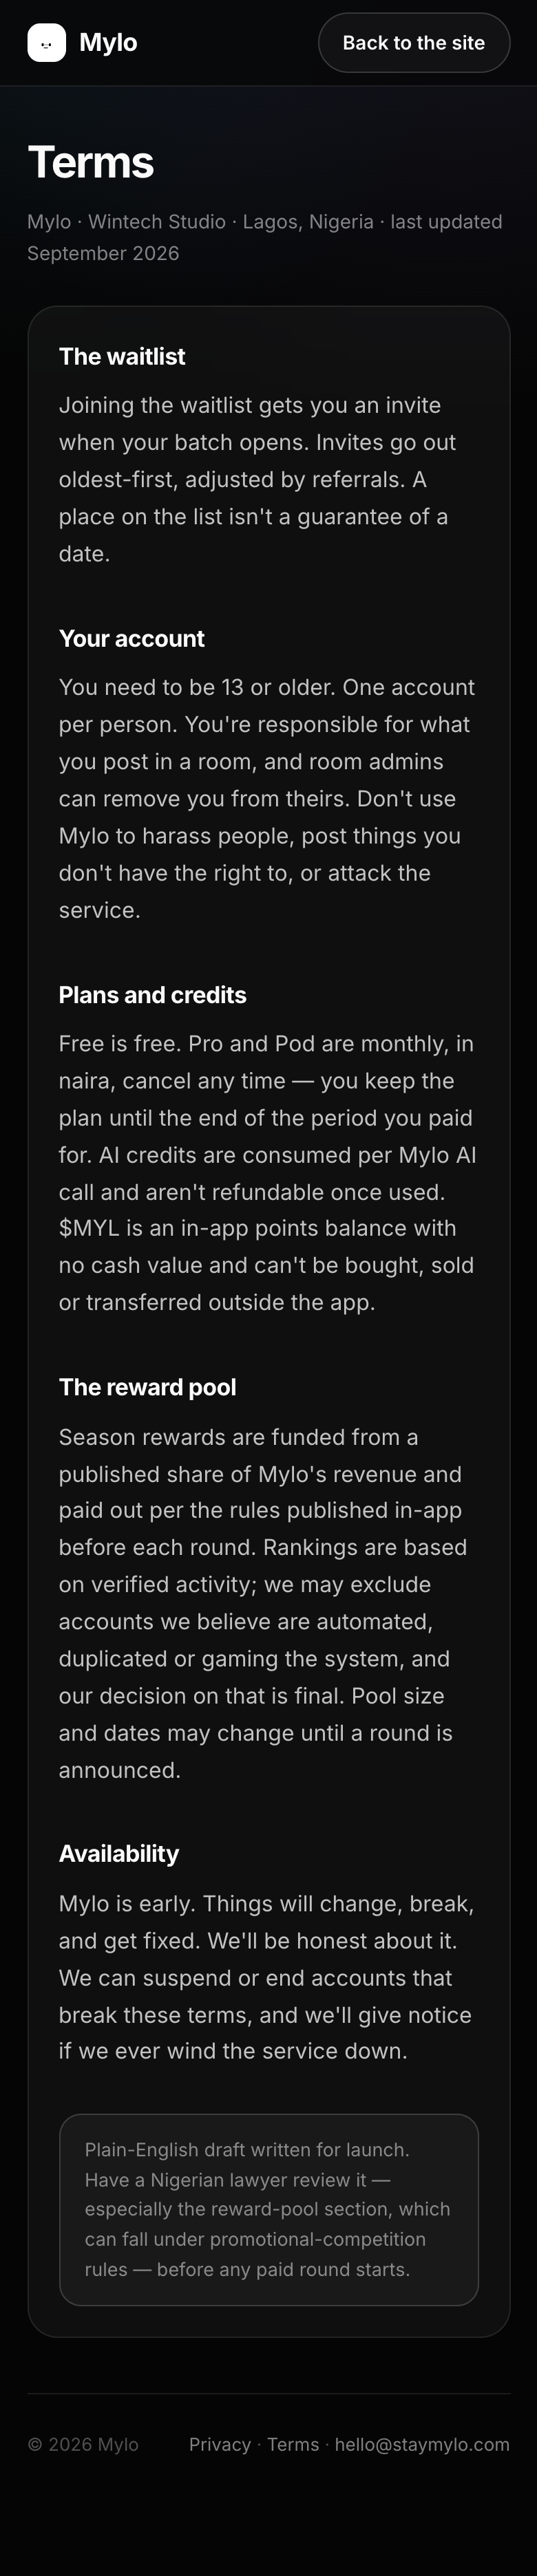 Mylo
Back to the site
Terms
Mylo · Wintech Studio · Lagos, Nigeria · last updated
September 2026
The waitlist
Joining the waitlist gets you an invite
when your batch opens. Invites go out
oldest-first, adjusted by referrals. A
place on the list isn't a guarantee of a
date.
Your account
You need to be 13 or older. One account
per person. You're responsible for what
you post in a room, and room admins
can remove you from theirs. Don't use
Mylo to harass people, post things you
don't have the right to, or attack the
service.
Plans and credits
Free is free. Pro and Pod are monthly, in
naira, cancel any time — you keep the
plan until the end of the period you paid
for. AI credits are consumed per Mylo AI
call and aren't refundable once used.
$MYL is an in-app points balance with
no cash value and can't be bought, sold
or transferred outside the app.
The reward pool
Season rewards are funded from a
published share of Mylo's revenue and
paid out per the rules published in-app
before each round. Rankings are based
on verified activity; we may exclude
accounts we believe are automated,
duplicated or gaming the system, and
our decision on that is final. Pool size
and dates may change until a round is
announced.
Availability
Mylo is early. Things will change, break,
and get fixed. We'll be honest about it.
We can suspend or end accounts that
break these terms, and we'll give notice
if we ever wind the service down.
Plain-English draft written for launch.
Have a Nigerian lawyer review it —
especially the reward-pool section, which
can fall under promotional-competition
rules — before any paid round starts.
© 2026 Mylo
Privacy · Terms · hello@staymylo.com